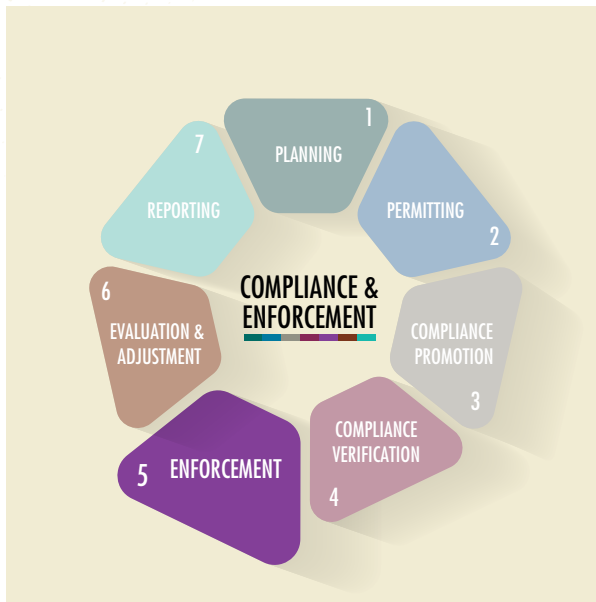 1
PLANNING
PERMITTING
2
COMPLIANCE
PROMOTION
3
COMPLIANCE
VERIFICATION
4
5 ENFORCEMENT
6
EVALUATION &
ADJUSTMENT
7
REPORTING
COMPLIANCE &
ENFORCEMENT